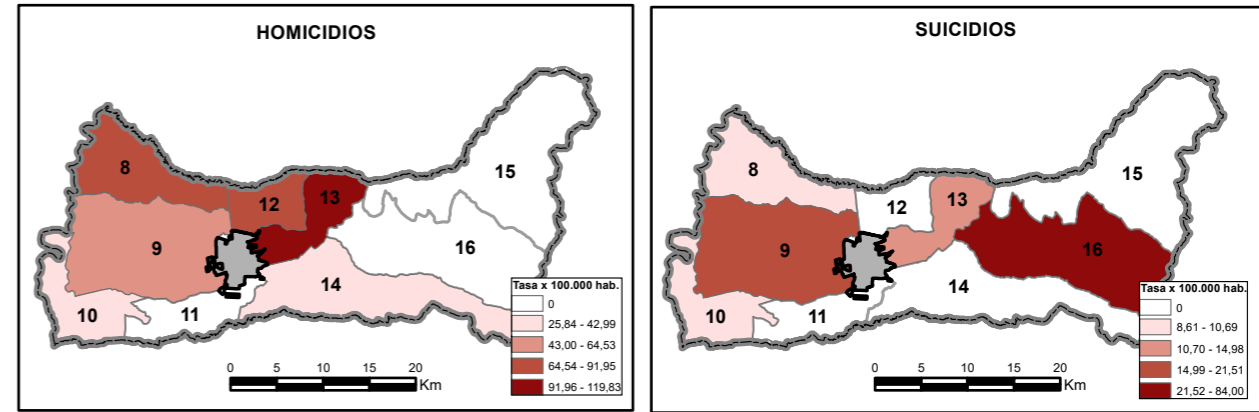 HOMICIDIOS
8
9
10
11
12
13
14
15
16
Tasa x 100.000 hab.
0
25,84 - 42,99
43,00 - 64,53
64,54 - 91,95
91,96 - 119,83
0 5 10 15 20
Km
SUICIDIOS
8
9
10
11
12
13
14
15
16
Tasa x 100.000 hab.
0
8,61 - 10,69
10,70 - 14,98
14,99 - 21,51
21,52 - 84,00
0 5 10 15 20
Km